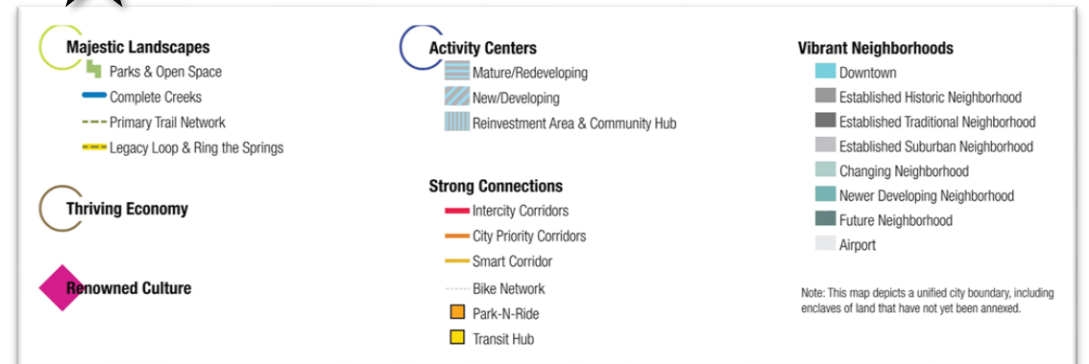 Majestic Landscapes
Parks & Open Space
Complete Creeks
Primary Trail Network
Legacy Loop & Ring the Springs
Thriving Economy
Renowned Culture
Activity Centers
Mature/Redeveloping
New/Developing
Reinvestment Area & Community Hub
Strong Connections
Intercity Corridors
City Priority Corridors
Smart Corridor
Bike Network
Park-N-Ride
Transit Hub
Vibrant Neighborhoods
Downtown
Established Historic Neighborhood
Established Traditional Neighborhood
Established Suburban Neighborhood
Changing Neighborhood
Newer Developing Neighborhood
Future Neighborhood
Airport
Note: This map depicts a unified city boundary, including
enclaves of land that have not yet been annexed.